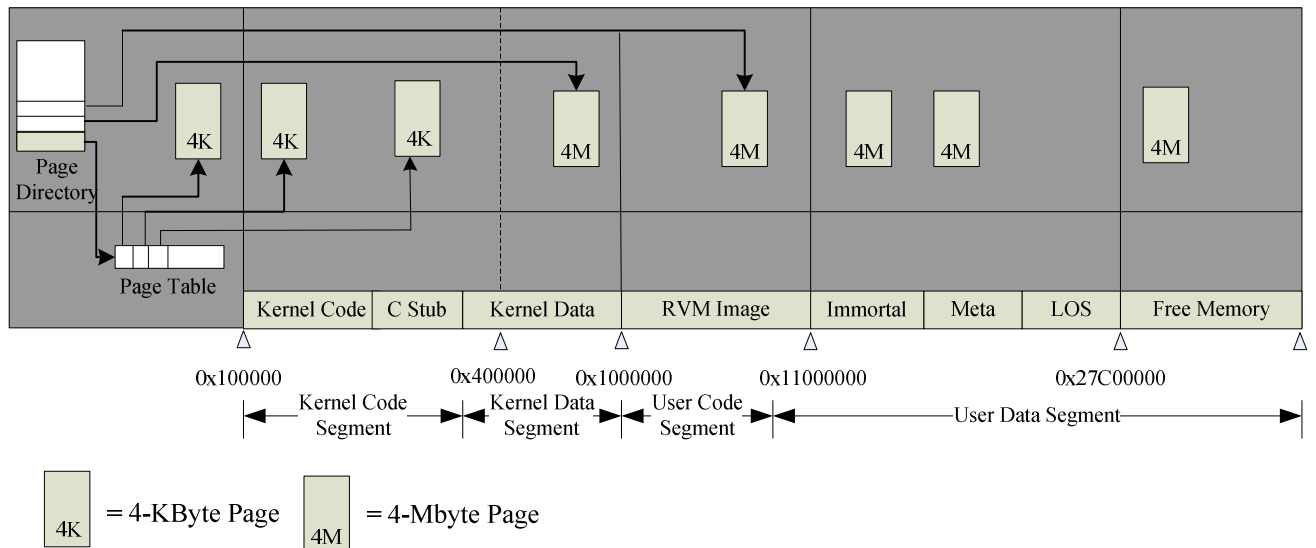 4K
4K
4K
4M
4M
4M
4M
4M
Page
Directory
Page Table
Kernel Code
C Stub
Kernel Data
RVM Image
Immortal
Meta
LOS
Free Memory
0x100000
0x400000
0x1000000
0x11000000
0x27C00000
Kernel Code
Segment
Kernel Data
Segment
User Code
Segment
User Data Segment
4K
= 4-KByte Page
4M
= 4-Mbyte Page